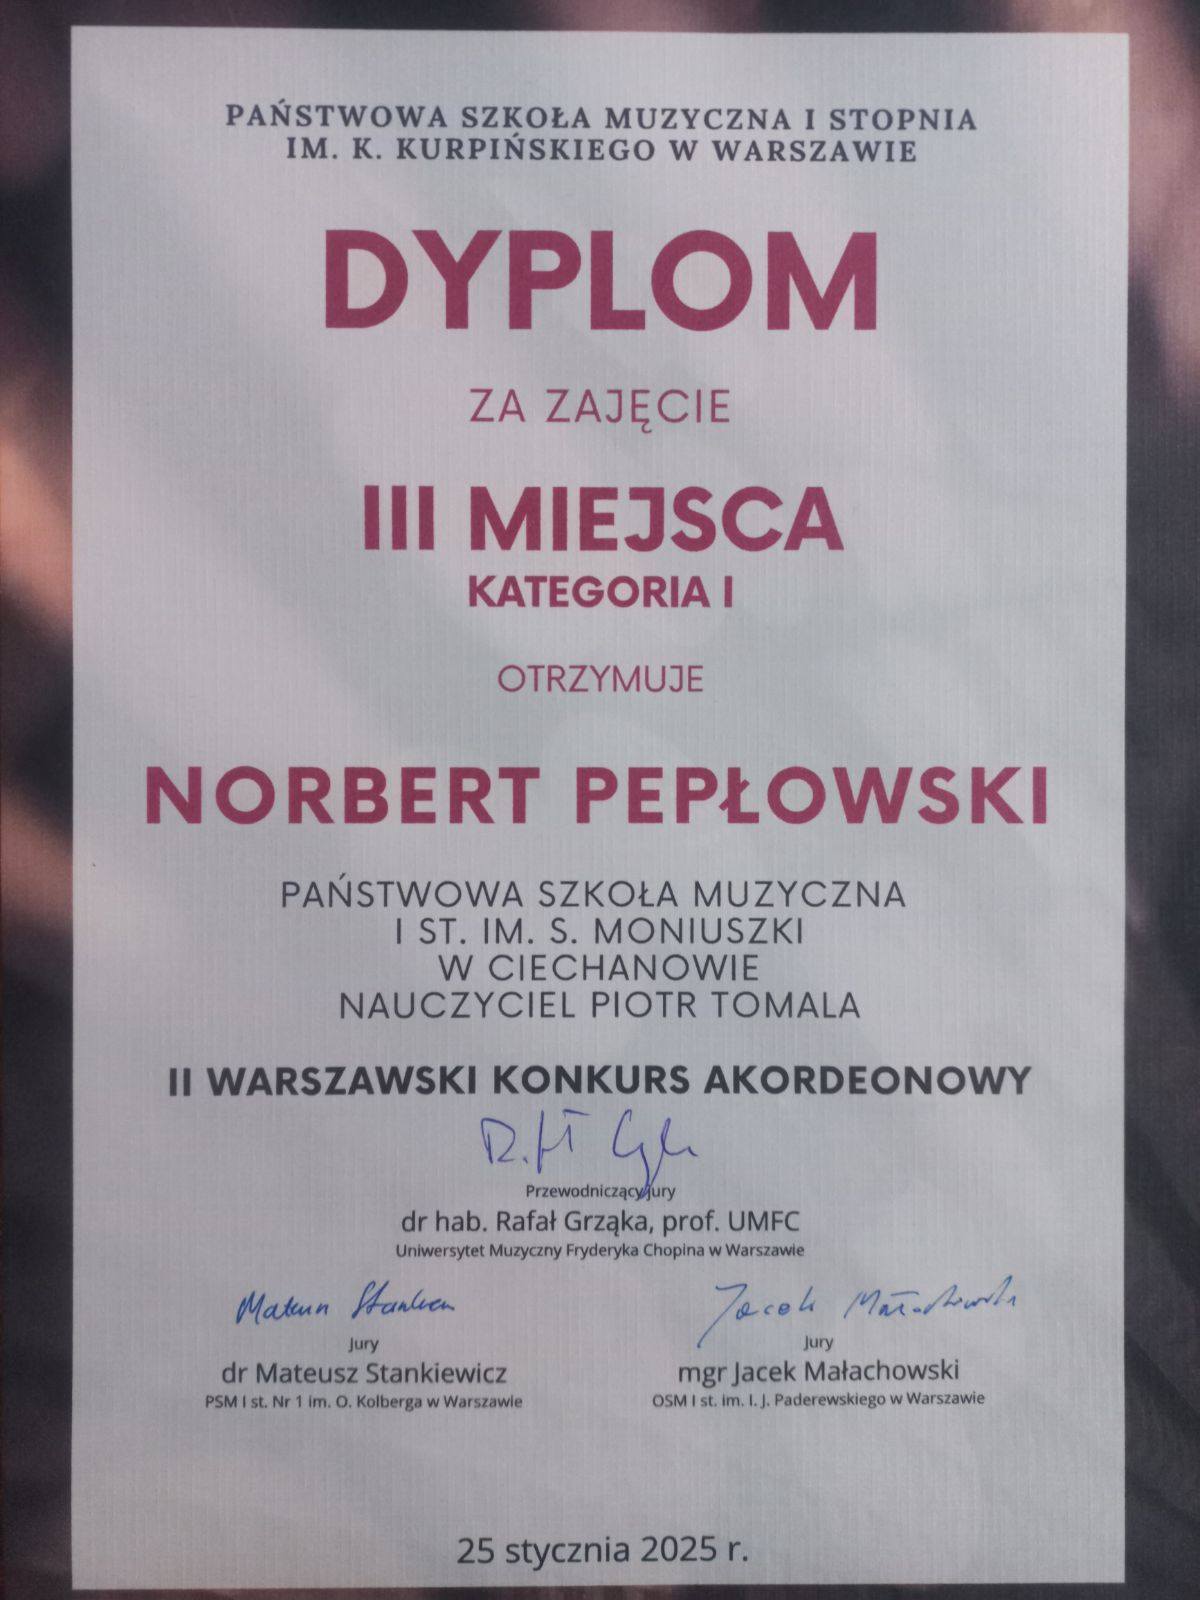 PAŃSTWOWA SZKOŁA MUZYCZNA I STOPNIA
IM. K. KURPIŃSKIEGO W WARSZAWIE
DYPLOM
ZA ZAJĘCIE
III MIEJSCA
KATEGORIA I
OTRZYMUJE
NORBERT PEPŁOWSKI
PAŃSTWOWA SZKOŁA MUZYCZNA
I ST. IM. S. MONIUSZKI
W CIECHANOWIE
NAUCZYCIEL PIOTR TOMALA
II WARSZAWSKI KONKURS AKORDEONOWY
Przewodniczący jury
dr hab. Rafał Grząka, prof. UMFC
Uniwersytet Muzyczny Fryderyka Chopina w Warszawie
Jacek Małachowski
Jury
dr Mateusz Stankiewicz
PSM I st. Nr 1 im. O. Kolberga w Warszawie
Jury
mgr Jacek Małachowski
OSM I st. im. I. J. Paderewskiego w Warszawie
25 stycznia 2025 r.